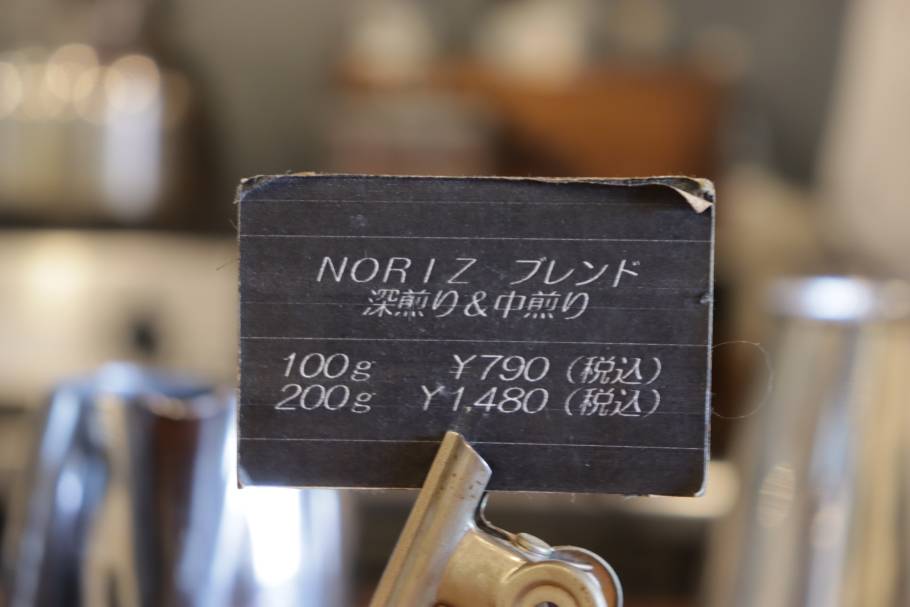 NORIZ ブレンド
深煎り&中煎り
100g ¥790(税込)
200g ¥1,480(税込)